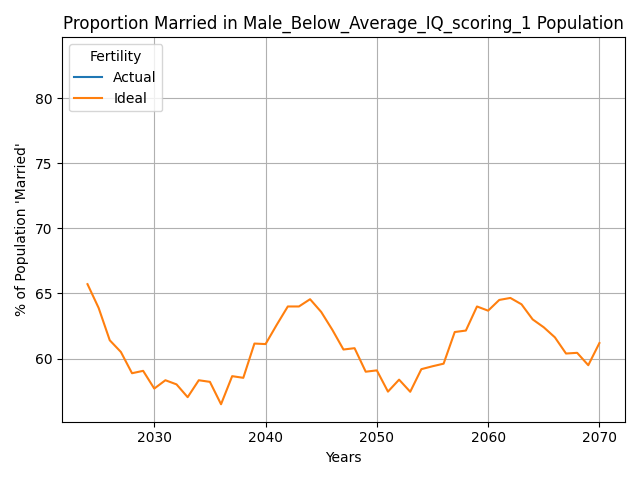 Proportion Married in Male_Below_Average_IQ_scoring_1 Population
Fertility
Actual
Ideal
80
75
70
65
60
% of Population 'Married'
2030 2040 2050 2060 2070
Years